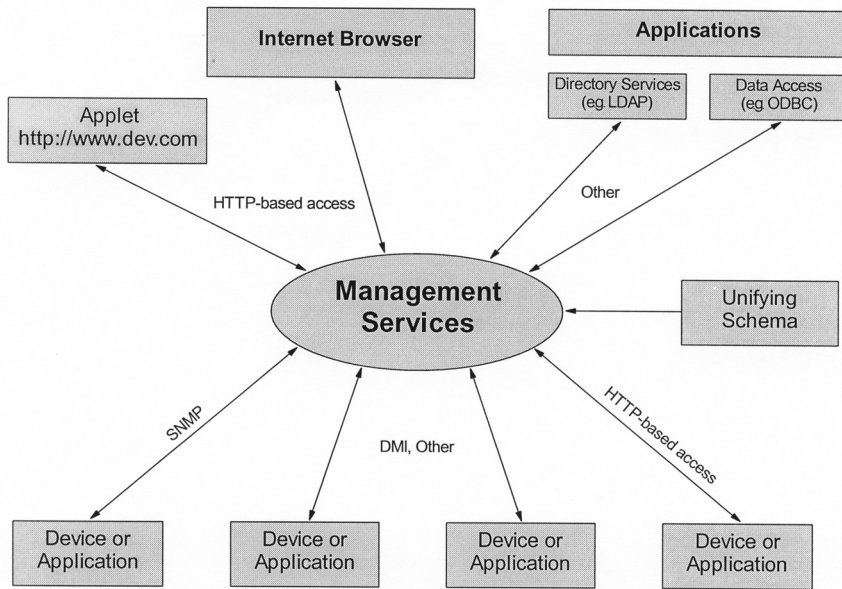 Internet Browser
Applications
Directory Services
(eg LDAP)
Data Access
(eg ODBC)
Applet
http://www.dev.com
HTTP-based access
Other
Management
Services
Unifying
Schema
SNMP
DMI, Other
HTTP-based access
Device or
Application
Device or
Application
Device or
Application
Device or
Application